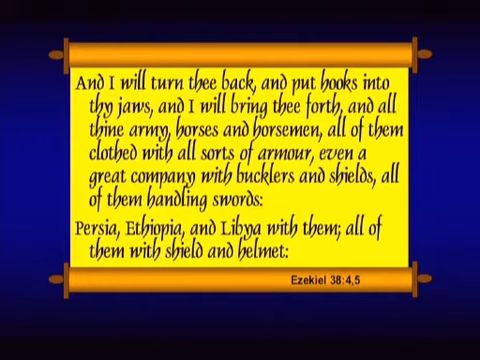 And I will turn thee back, and put hooks into
thy jaws, and I will bring thee forth, and all
thine army, horses and horsemen, all of them
clothed with all sorts of armour, even a
great company with bucklers and shields, all
of them handling swords:
Persia, Ethiopia, and Libya with them; all of
them with shield and helmet:
Ezekiel 38:4,5